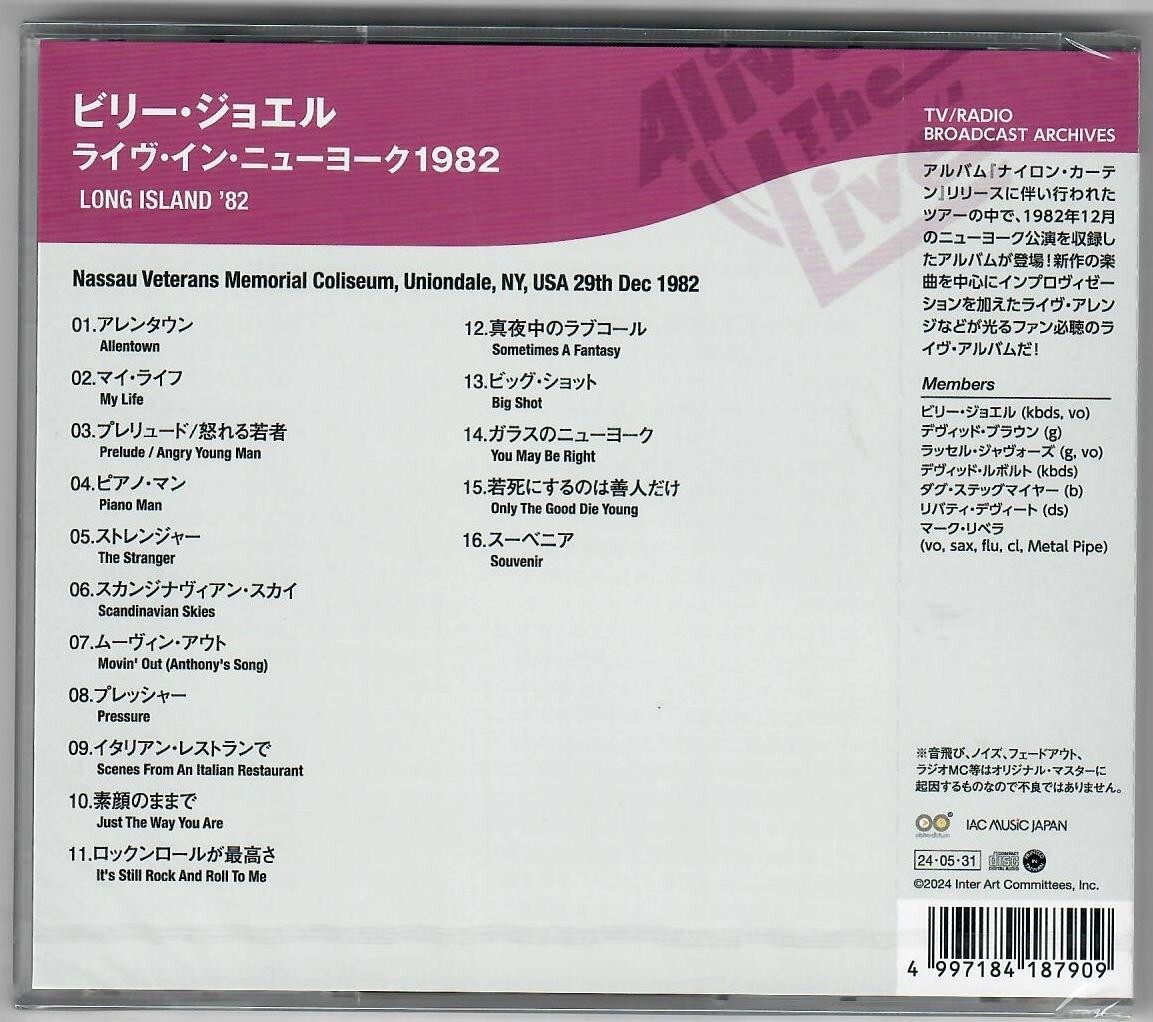 ビリー・ジョエル
ライヴ・イン・ニューヨーク1982
LONG ISLAND '82
Alive
The
Live
TV/RADIO
BROADCAST ARCHIVES
Nassau Veterans Memorial Coliseum, Uniondale, NY, USA 29th Dec 1982
01.アレンタウン
Allentown
02.マイ・ライフ
My Life
03.プレリュード/怒れる若者
Prelude / Angry Young Man
04.ピアノ・マン
Piano Man
05.ストレンジャー
The Stranger
06.スカンジナヴィアン・スカイ
Scandinavian Skies
07.ムーヴィン・アウト
Movin' Out (Anthony's Song)
08.プレッシャー
Pressure
09.イタリアン・レストランで
Scenes From An Italian Restaurant
10.素顔のままで
Just The Way You Are
11.ロックンロールが最高さ
It's Still Rock And Roll To Me
12.真夜中のラブコール
Sometimes A Fantasy
13.ビッグ・ショット
Big Shot
14.ガラスのニューヨーク
You May Be Right
15.若死にするのは善人だけ
Only The Good Die Young
16.スーベニア
Souvenir
アルバム『ナイロン・カーテ
ン』リリースに伴い行われた
ツアーの中で、1982年12月
のニューヨーク公演を収録し
たアルバムが登場!新作の楽
曲を中心にインプロヴィゼー
ションを加えたライヴ・アレン
ジなどが光るファン必聴のラ
イヴ・アルバムだ!
Members
ビリー・ジョエル (kbds, vo)
デヴィッド・ブラウン (g)
ラッセル・ジャヴォーズ (g, vo)
デヴィッド・ルボルト (kbds)
ダグ・ステッグマイヤー (b)
リバティ・デヴィート (ds)
マーク・リベラ
(vo, sax, flu, cl, Metal Pipe)
※音飛び、ノイズ、フェードアウト、
ラジオMC等はオリジナル・マスターに
起因するものなので不良ではありません。
IAC MUSIC JAPAN
24・05・31
COMPACT
disc
DIGITAL AUDIO
©2024 Inter Art Committees, Inc.
4 997184 187909